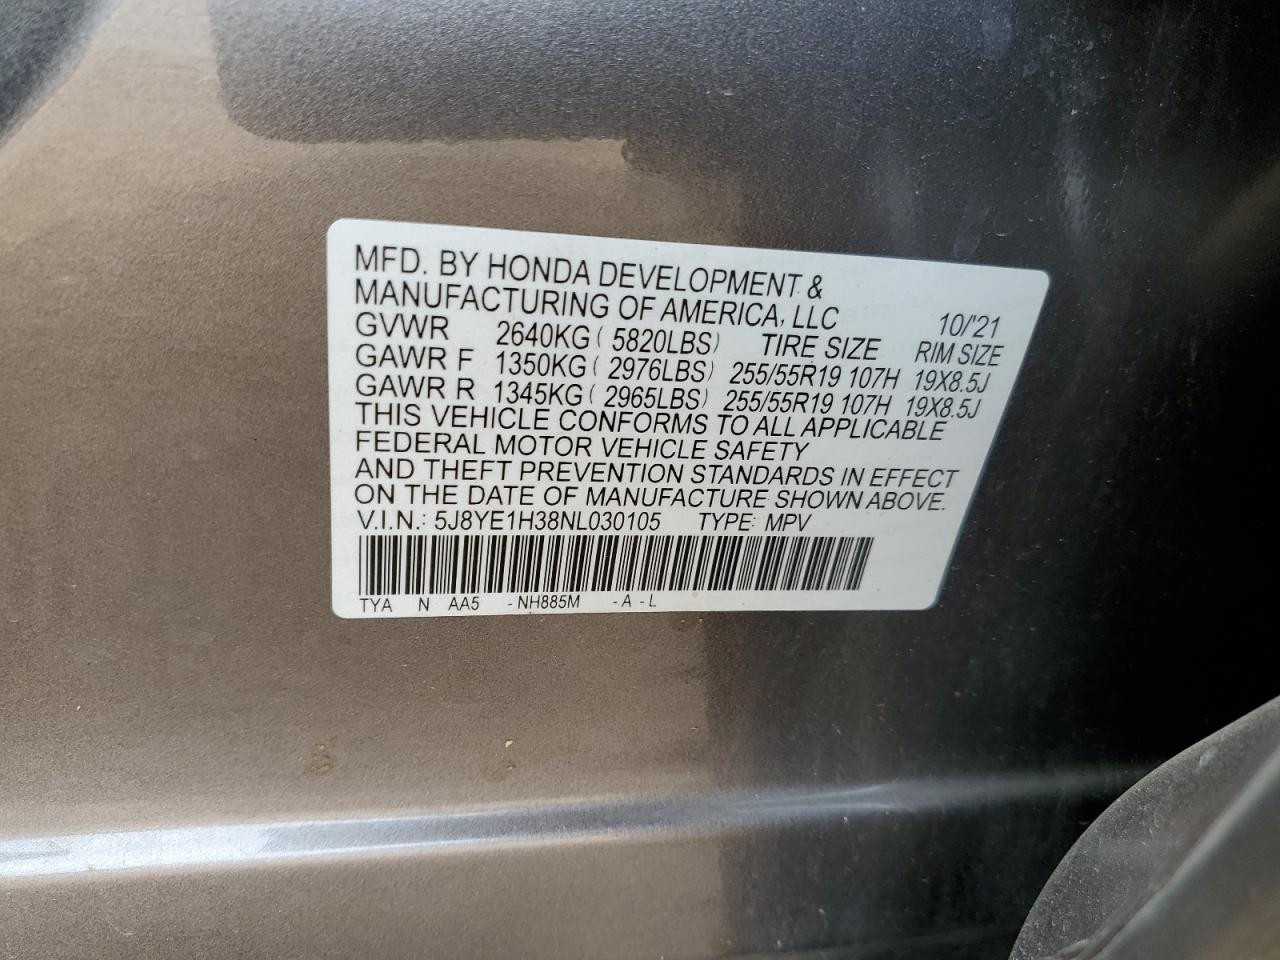 MFD. BY HONDA DEVELOPMENT &
MANUFACTURING OF AMERICA, LLC 10/'21
GVWR 2640KG ( 5820LBS) TIRE SIZE RIM SIZE
GAWR F 1350KG ( 2976LBS) 255/55R19 107H 19X8.5J
GAWR R 1345KG ( 2965LBS) 255/55R19 107H 19X8.5J
THIS VEHICLE CONFORMS TO ALL APPLICABLE
FEDERAL MOTOR VEHICLE SAFETY
AND THEFT PREVENTION STANDARDS IN EFFECT
ON THE DATE OF MANUFACTURE SHOWN ABOVE.
V.I.N.: 5J8YE1H38NL030105 TYPE: MPV
TYA N AA5 - NH885M - A - L